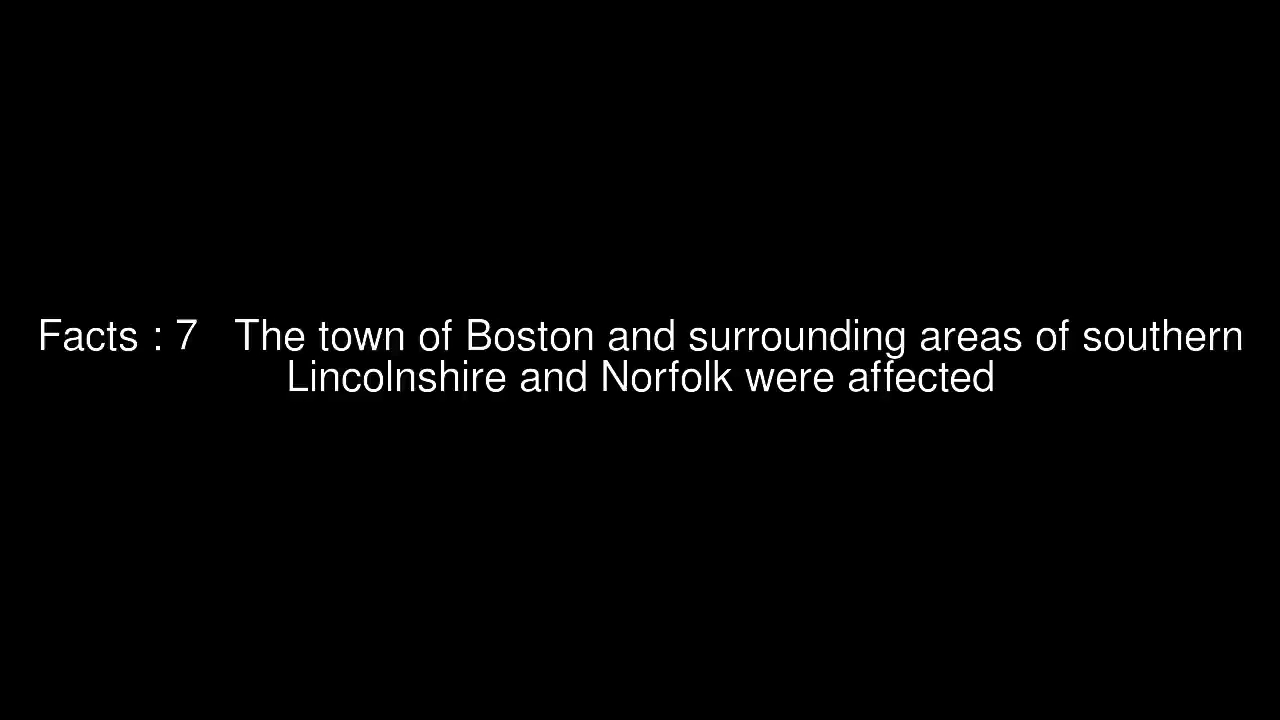 Facts : 7 The town of Boston and surrounding areas of southern
Lincolnshire and Norfolk were affected